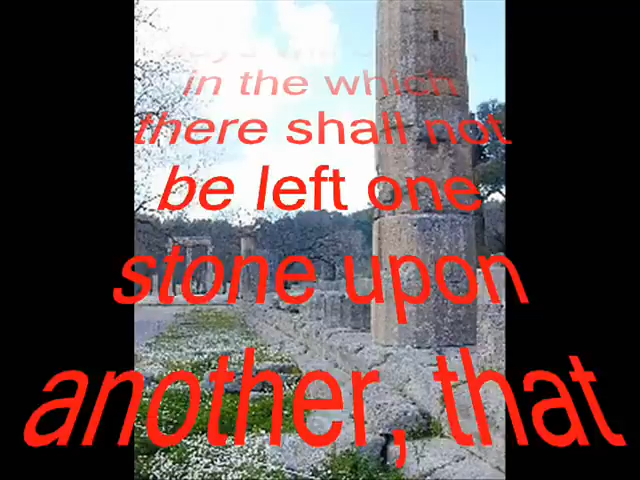 in the which
there shall not
be left one
stone upon
another, that